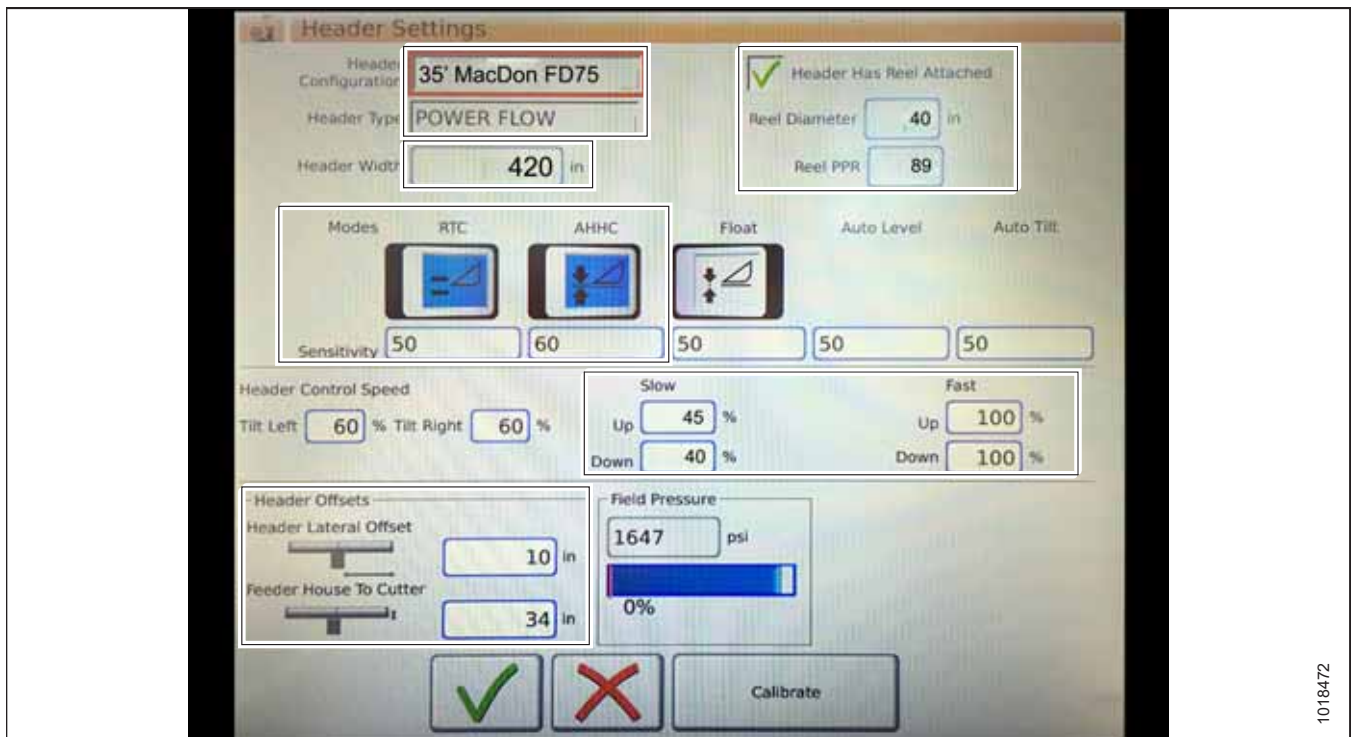 Header Settings
Header
Configuration
35' MacDon FD75
Header Has Reel Attached
Header Type
POWER FLOW
Reel Diameter 40 in
Header Width 420 in
Reel PPR 89
Modes RTC AHHC Float Auto Level Auto Tilt
Sensitivity 50 60 50 50 50
Header Control Speed
Slow Fast
Tilt Left 60 % Tilt Right 60 %
Up 45 % Up 100 %
Down 40 % Down 100 %
Header Offsets
Header Lateral Offset
10 in
Feeder House To Cutter
34 in
Field Pressure
1647 psi
0%
Calibrate
1018472